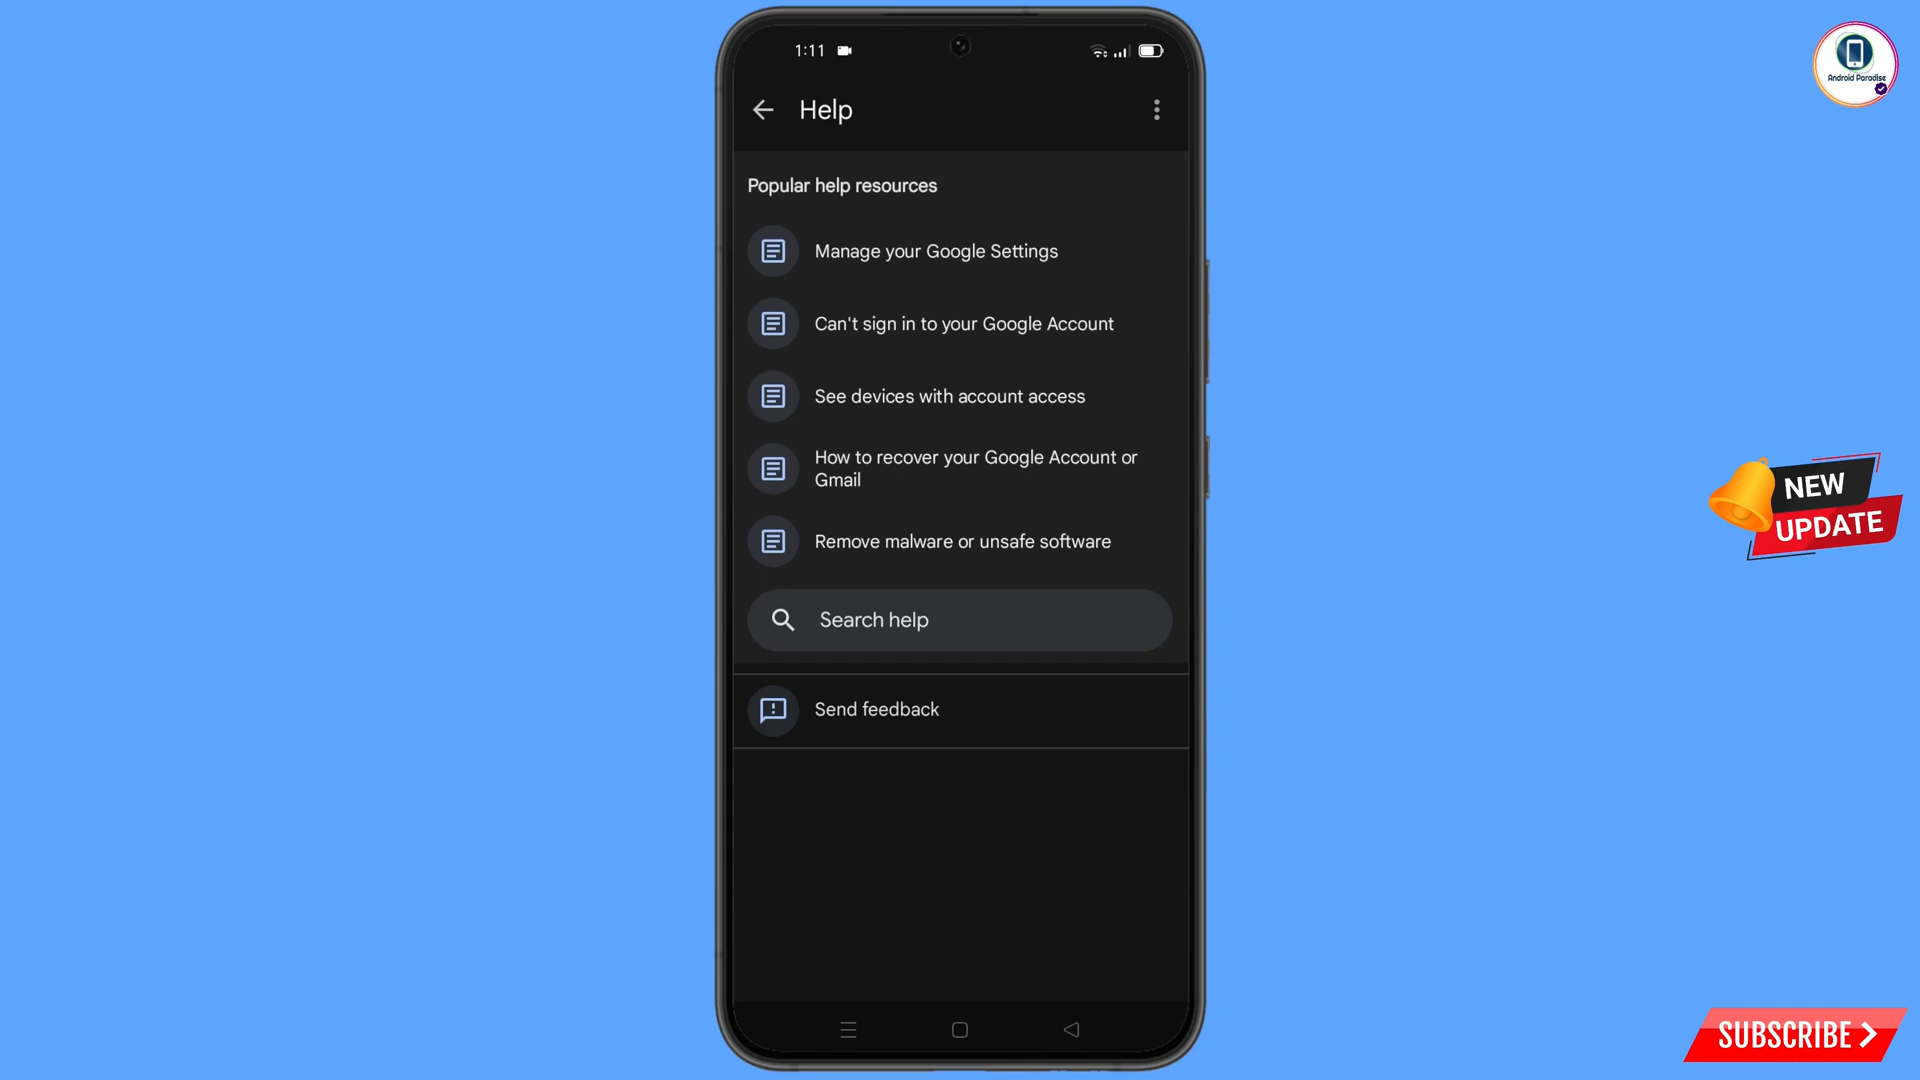 1:11
Android Paradise
Help
Popular help resources
Manage your Google Settings
Can't sign in to your Google Account
See devices with account access
How to recover your Google Account or
Gmail
Remove malware or unsafe software
Search help
Send feedback
NEW
UPDATE
SUBSCRIBE